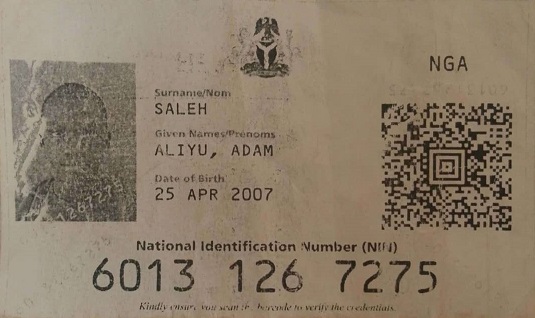 NGA
Surname/Nom
SALEH
Given Names/Prénoms
ALIYU, ADAM
Date of Birth
25 APR 2007
National Identification Number (NIN)
6013 126 7275
Kindly ensure you scan the barcode to verify the credentials.